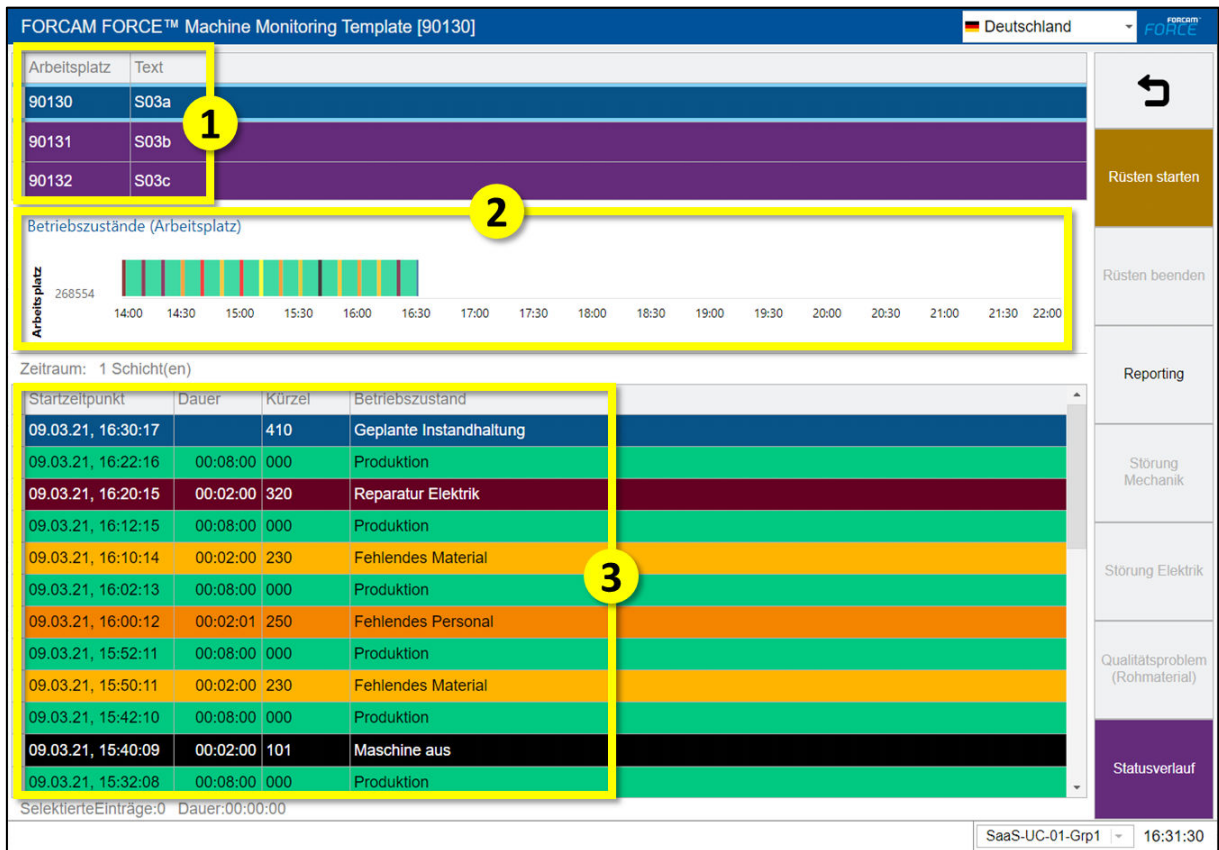 FORCAM FORCE™ Machine Monitoring Template [90130]
Deutschland
FORCAM™ FORCE
Arbeitsplatz Text
90130 S03a
90131 S03b
90132 S03c
1
2
Betriebszustände (Arbeitsplatz)
Arbeitsplatz
268554
14:00 14:30 15:00 15:30 16:00 16:30 17:00 17:30 18:00 18:30 19:00 19:30 20:00 20:30 21:00 21:30 22:00
Zeitraum: 1 Schicht(en)
Startzeitpunkt Dauer Kürzel Betriebszustand
09.03.21, 16:30:17 410 Geplante Instandhaltung
09.03.21, 16:22:16 00:08:00 000 Produktion
09.03.21, 16:20:15 00:02:00 320 Reparatur Elektrik
09.03.21, 16:12:15 00:08:00 000 Produktion
09.03.21, 16:10:14 00:02:00 230 Fehlendes Material
09.03.21, 16:02:13 00:08:00 000 Produktion
09.03.21, 16:00:12 00:02:01 250 Fehlendes Personal
09.03.21, 15:52:11 00:08:00 000 Produktion
09.03.21, 15:50:11 00:02:00 230 Fehlendes Material
09.03.21, 15:42:10 00:08:00 000 Produktion
09.03.21, 15:40:09 00:02:00 101 Maschine aus
09.03.21, 15:32:08 00:08:00 000 Produktion
3
SelektierteEinträge:0 Dauer:00:00:00
Rüsten starten
Rüsten beenden
Reporting
Störung
Mechanik
Störung Elektrik
Qualitätsproblem
(Rohmaterial)
Statusverlauf
SaaS-UC-01-Grp1 16:31:30